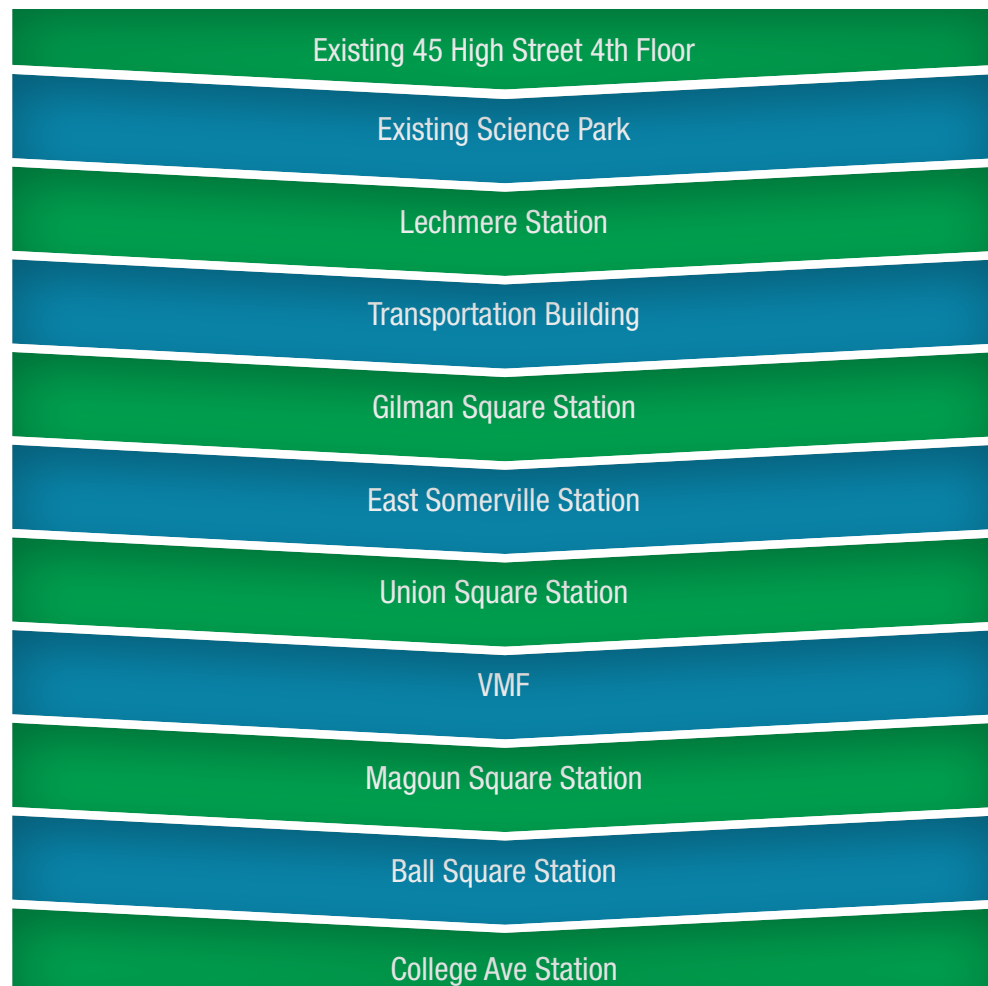 Existing 45 High Street 4th Floor
Existing Science Park
Lechmere Station
Transportation Building
Gilman Square Station
East Somerville Station
Union Square Station
VMF
Magoun Square Station
Ball Square Station
College Ave Station